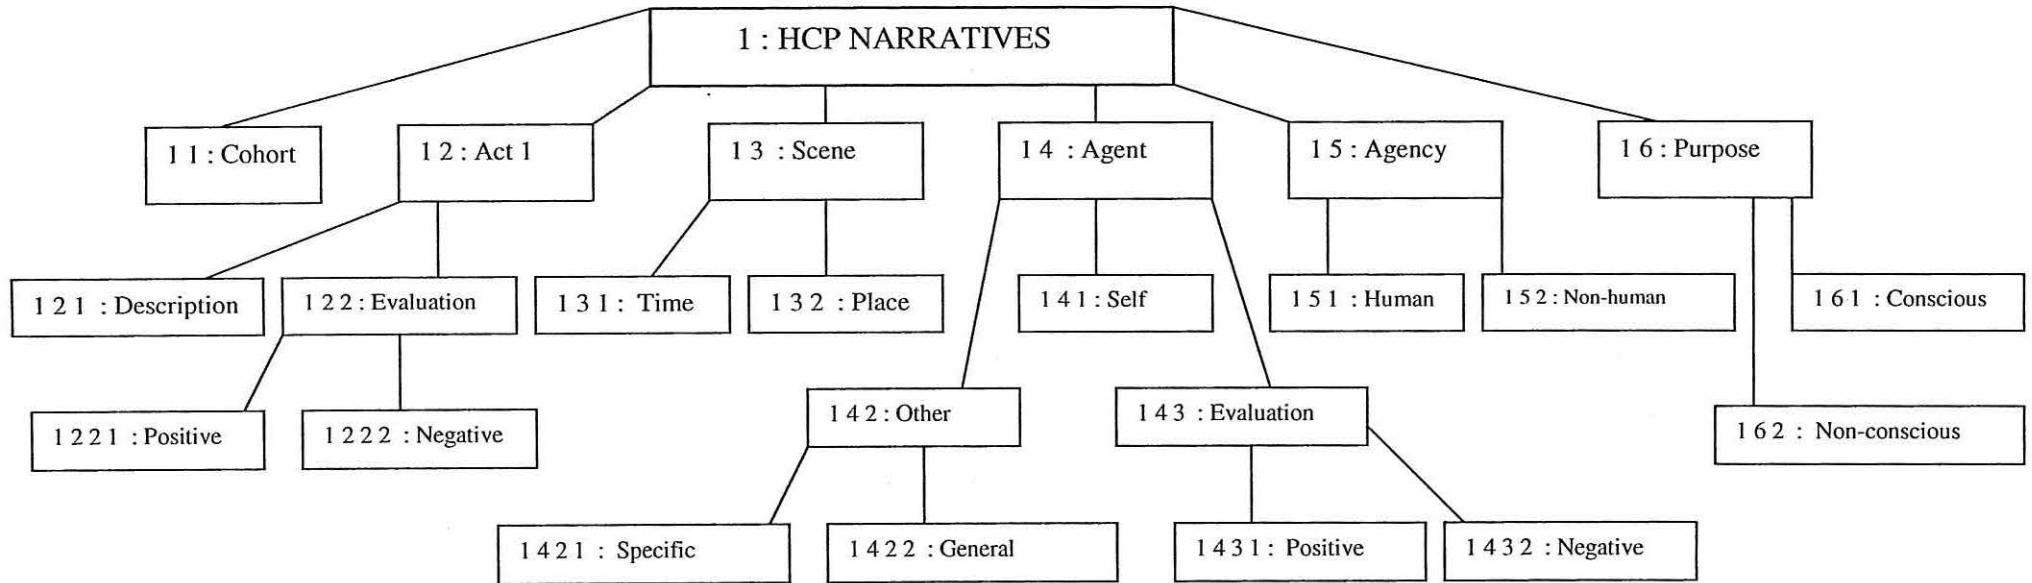 1 : HCP NARRATIVES
1 1 : Cohort
1 2 : Act 1
1 3 : Scene
1 4 : Agent
1 5 : Agency
1 6 : Purpose
1 2 1 : Description
1 2 2 : Evaluation
1 3 1 : Time
1 3 2 : Place
1 4 1 : Self
1 5 1 : Human
1 5 2 : Non-human
1 6 1 : Conscious
1 2 2 1 : Positive
1 2 2 2 : Negative
1 4 2 : Other
1 4 3 : Evaluation
1 6 2 : Non-conscious
1 4 2 1 : Specific
1 4 2 2 : General
1 4 3 1 : Positive
1 4 3 2 : Negative